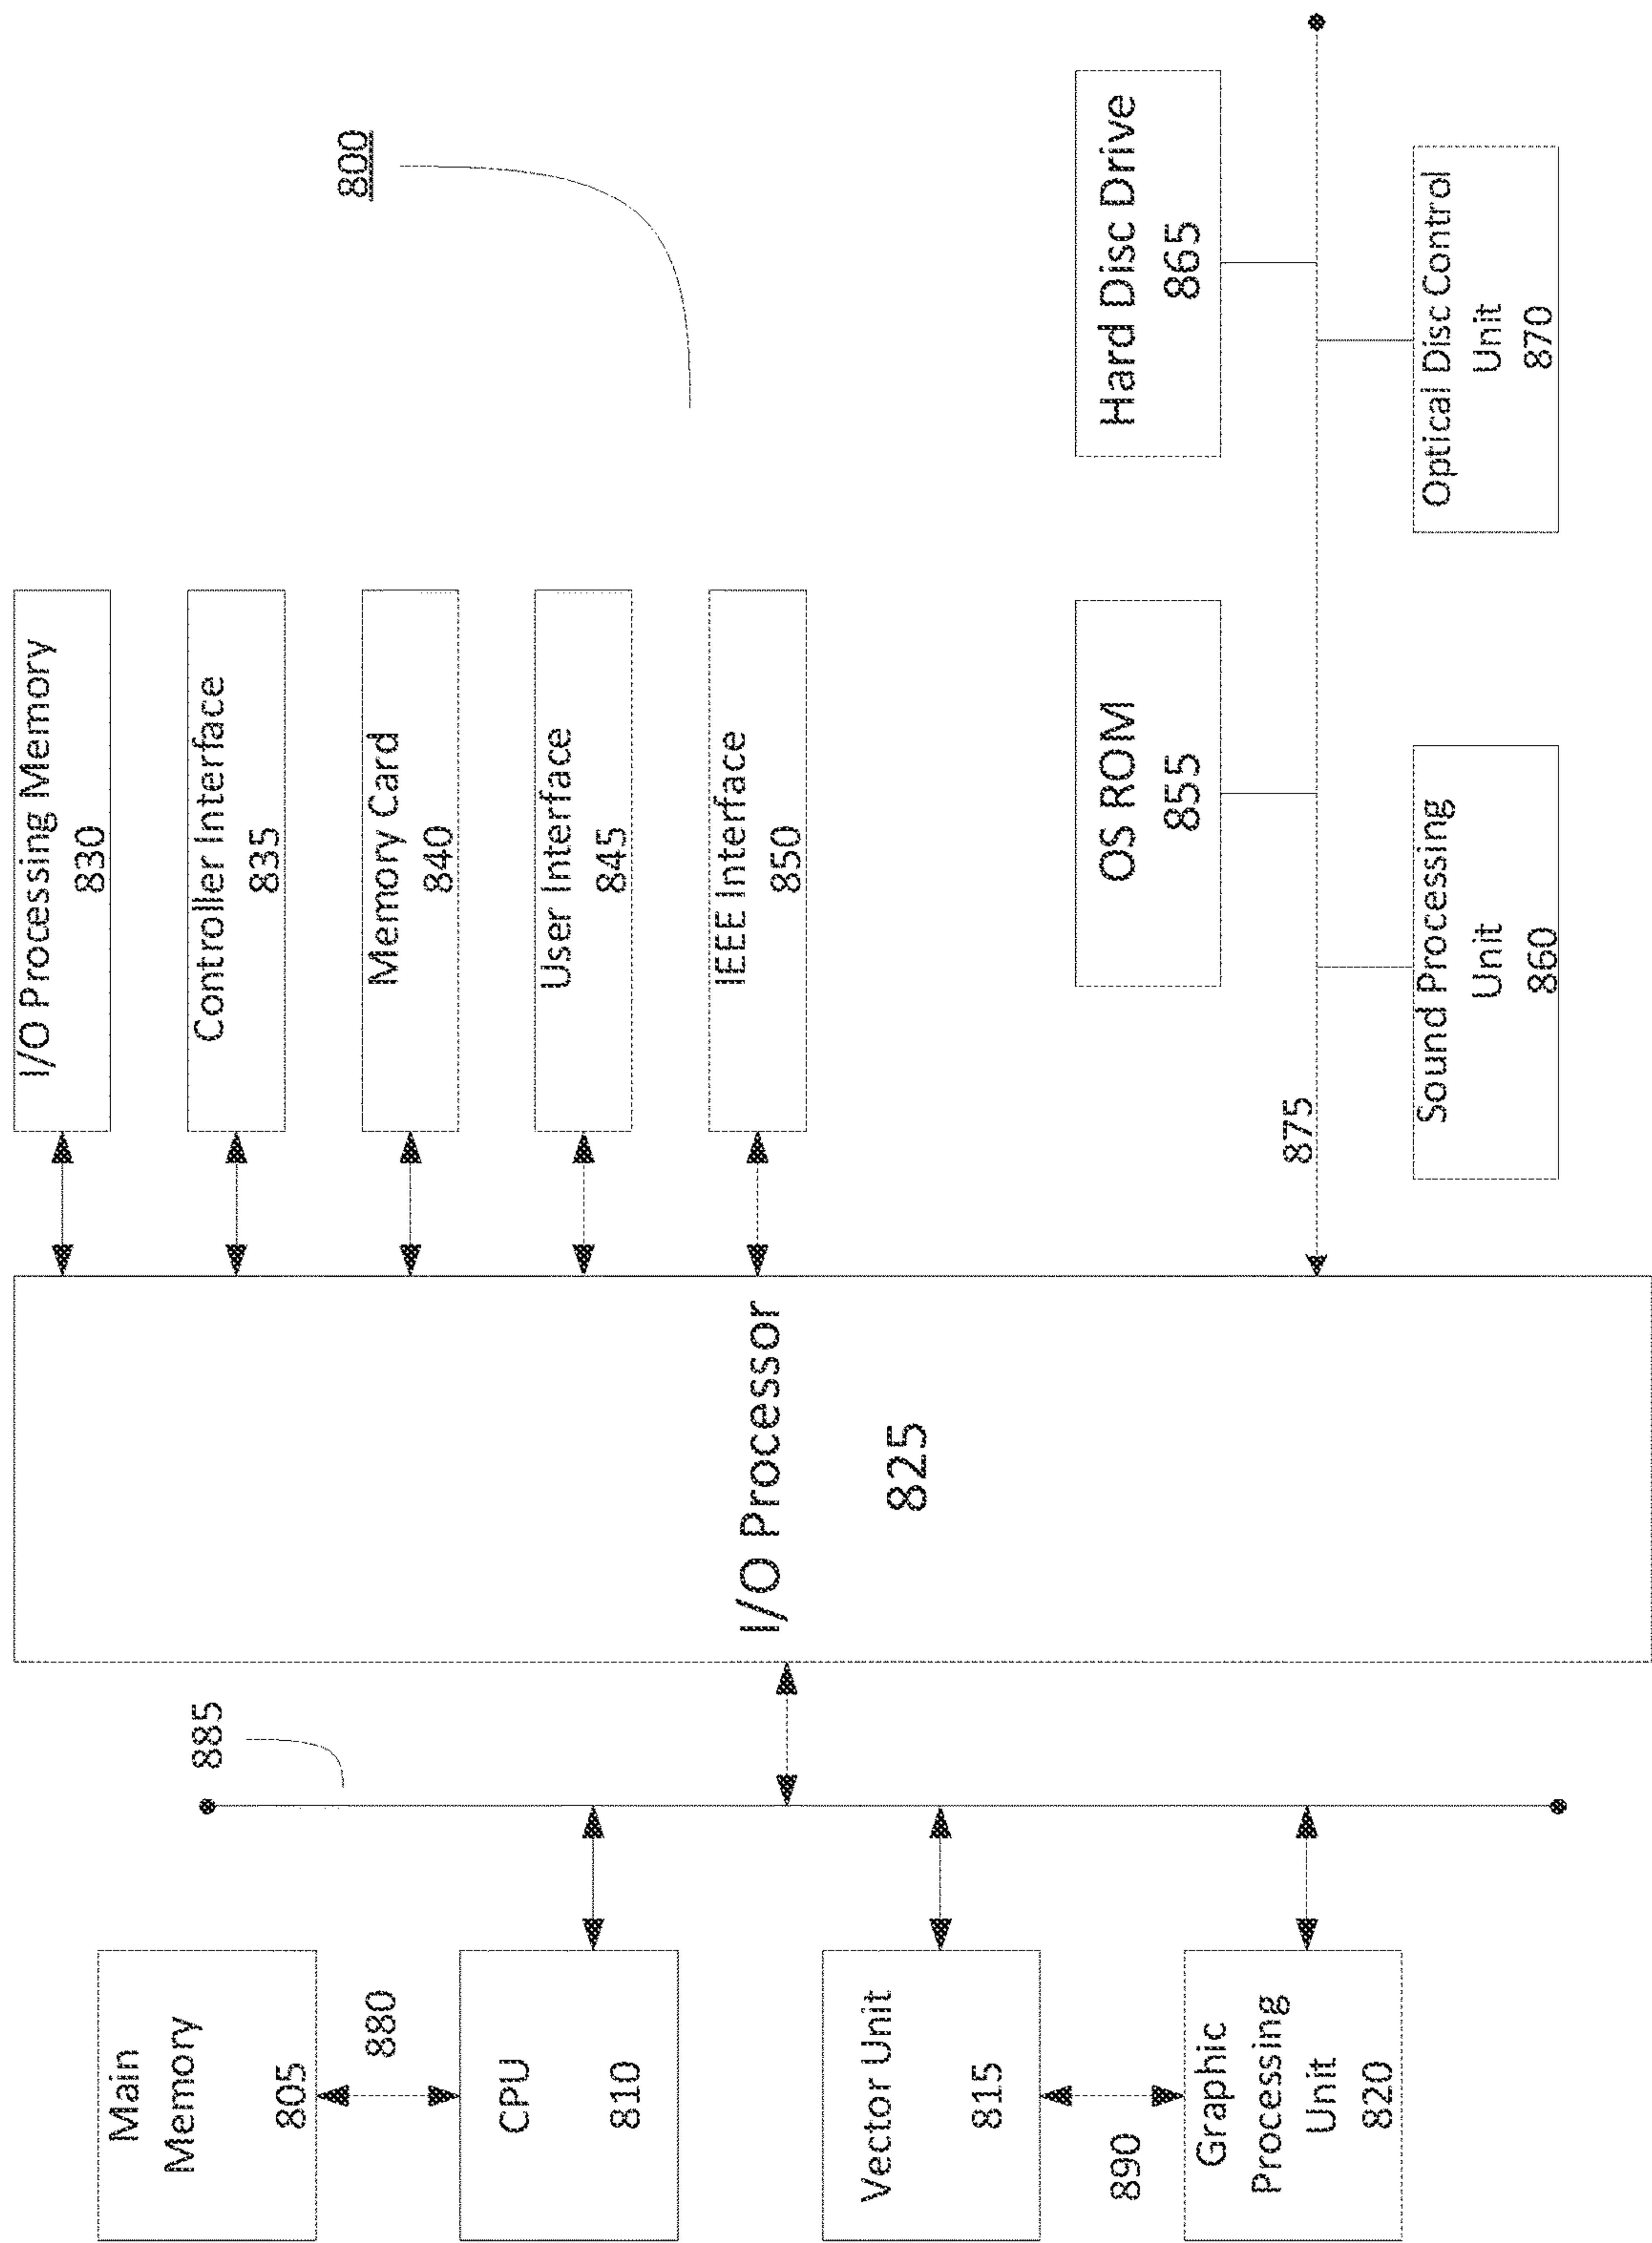 800
Main
Memory
805
880
CPU
810
Vector Unit
815
890
Graphic
Processing
Unit
820
885
I/O Processor
825
I/O Processing Memory
830
Controller Interface
835
Memory Card
840
User Interface
845
IEEE Interface
850
875
OS ROM
855
Hard Disc Drive
865
Sound Processing
Unit
860
Optical Disc Control
Unit
870